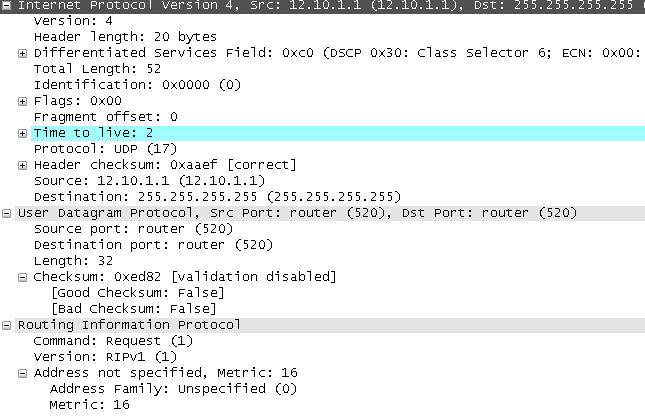 Internet Protocol Version 4, Src: 12.10.1.1 (12.10.1.1), Dst: 255.255.255.255 (
Version: 4
Header length: 20 bytes
Differentiated Services Field: 0xc0 (DSCP 0x30: Class Selector 6; ECN: 0x00:
Total Length: 52
Identification: 0x0000 (0)
Flags: 0x00
Fragment offset: 0
Time to live: 2
Protocol: UDP (17)
Header checksum: 0xaaef [correct]
Source: 12.10.1.1 (12.10.1.1)
Destination: 255.255.255.255 (255.255.255.255)
User Datagram Protocol, Src Port: router (520), Dst Port: router (520)
Source port: router (520)
Destination port: router (520)
Length: 32
Checksum: 0xed82 [validation disabled]
[Good Checksum: False]
[Bad Checksum: False]
Routing Information Protocol
Command: Request (1)
Version: RIPv1 (1)
Address not specified, Metric: 16
Address Family: Unspecified (0)
Metric: 16